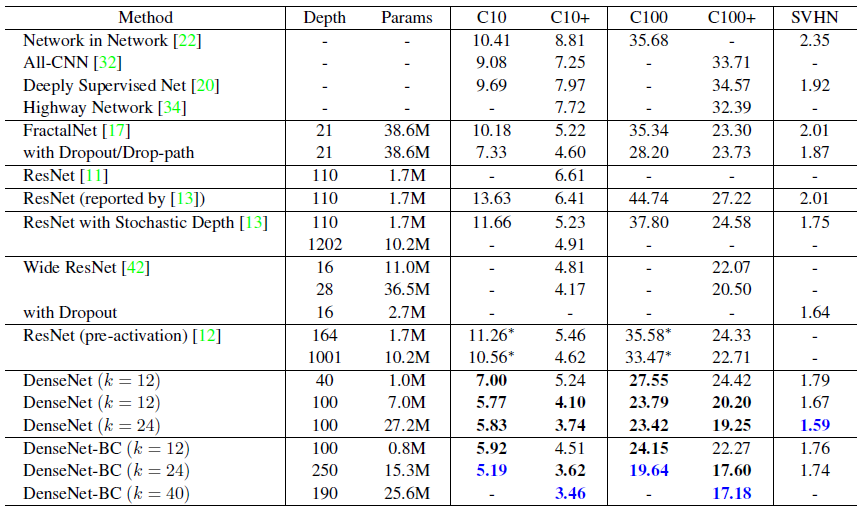 Method Depth Params C10 C10+ C100 C100+ SVHN
Network in Network [22] - - 10.41 8.81 35.68 - 2.35
All-CNN [32] - - 9.08 7.25 - 33.71 -
Deeply Supervised Net [20] - - 9.69 7.97 - 34.57 1.92
Highway Network [34] - - - 7.72 - 32.39 -
FractalNet [17] 21 38.6M 10.18 5.22 35.34 23.30 2.01
with Dropout/Drop-path 21 38.6M 7.33 4.60 28.20 23.73 1.87
ResNet [11] 110 1.7M - 6.61 - - -
ResNet (reported by [13]) 110 1.7M 13.63 6.41 44.74 27.22 2.01
ResNet with Stochastic Depth [13] 110 1.7M 11.66 5.23 37.80 24.58 1.75
1202 10.2M - 4.91 - - -
Wide ResNet [42] 16 11.0M - 4.81 - 22.07 -
28 36.5M - 4.17 - 20.50 -
with Dropout 16 2.7M - - - - 1.64
ResNet (pre-activation) [12] 164 1.7M 11.26* 5.46 35.58* 24.33 -
1001 10.2M 10.56* 4.62 33.47* 22.71 -
DenseNet (k = 12) 40 1.0M 7.00 5.24 27.55 24.42 1.79
DenseNet (k = 12) 100 7.0M 5.77 4.10 23.79 20.20 1.67
DenseNet (k = 24) 100 27.2M 5.83 3.74 23.42 19.25 1.59
DenseNet-BC (k = 12) 100 0.8M 5.92 4.51 24.15 22.27 1.76
DenseNet-BC (k = 24) 250 15.3M 5.19 3.62 19.64 17.60 1.74
DenseNet-BC (k = 40) 190 25.6M - 3.46 - 17.18 -